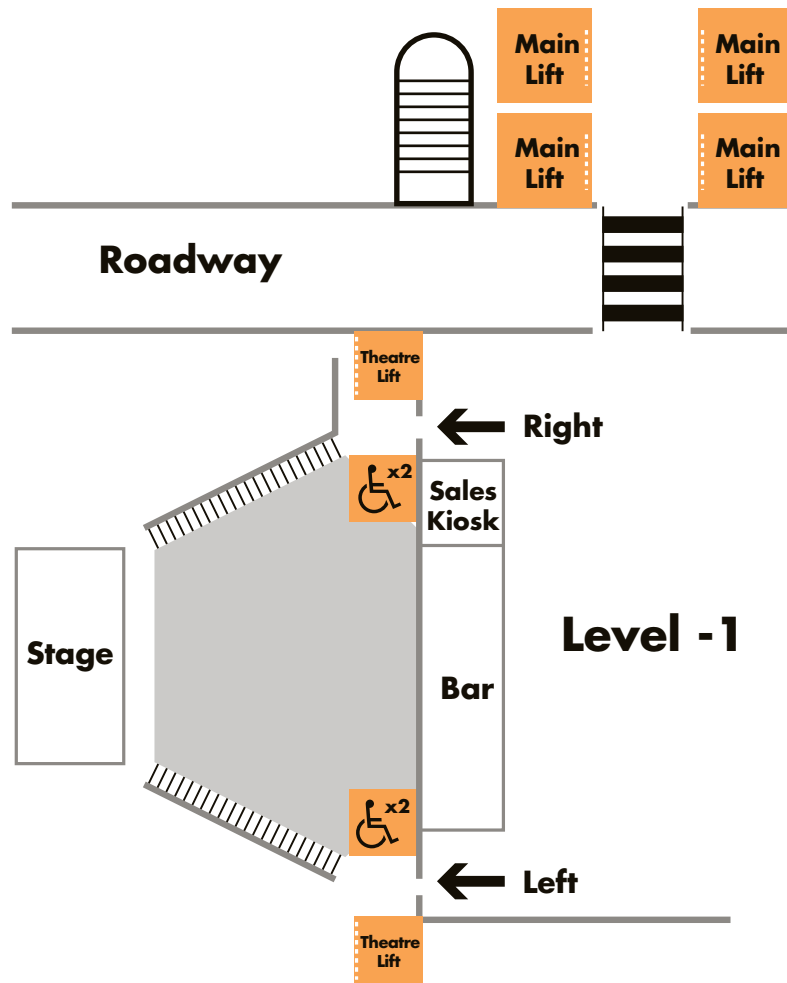 Main
Lift
Main
Lift
Main
Lift
Main
Lift
Roadway
Theatre
Lift
Right
x2
Sales
Kiosk
Level -1
Stage
Bar
x2
Left
Theatre
Lift